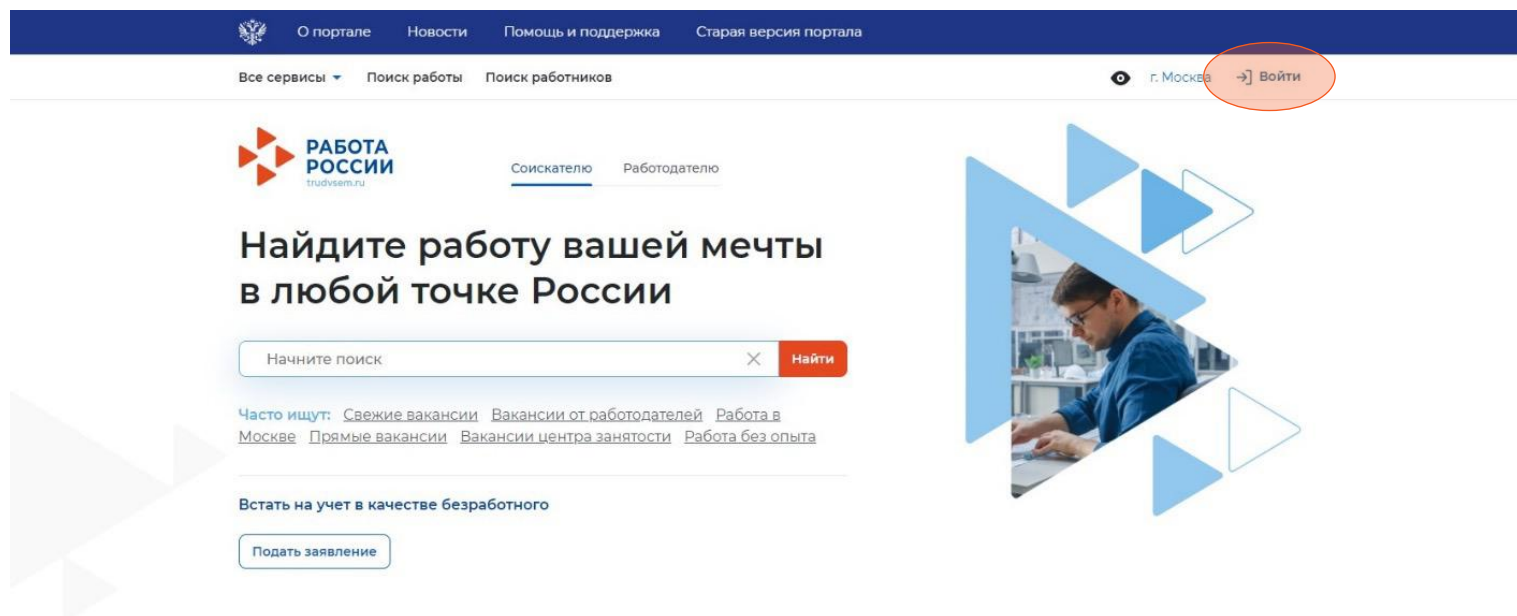 О портале Новости Помощь и поддержка Старая версия портала
Все сервисы Поиск работы Поиск работников г. Москва Войти
РАБОТА
РОССИИ
trudvsem.ru
Соискателю Работодателю
Найдите работу вашей мечты
в любой точке России
Начните поиск Найти
Часто ищут: Свежие вакансии Вакансии от работодателей Работа в
Москве Прямые вакансии Вакансии центра занятости Работа без опыта
Встать на учет в качестве безработного
Подать заявление